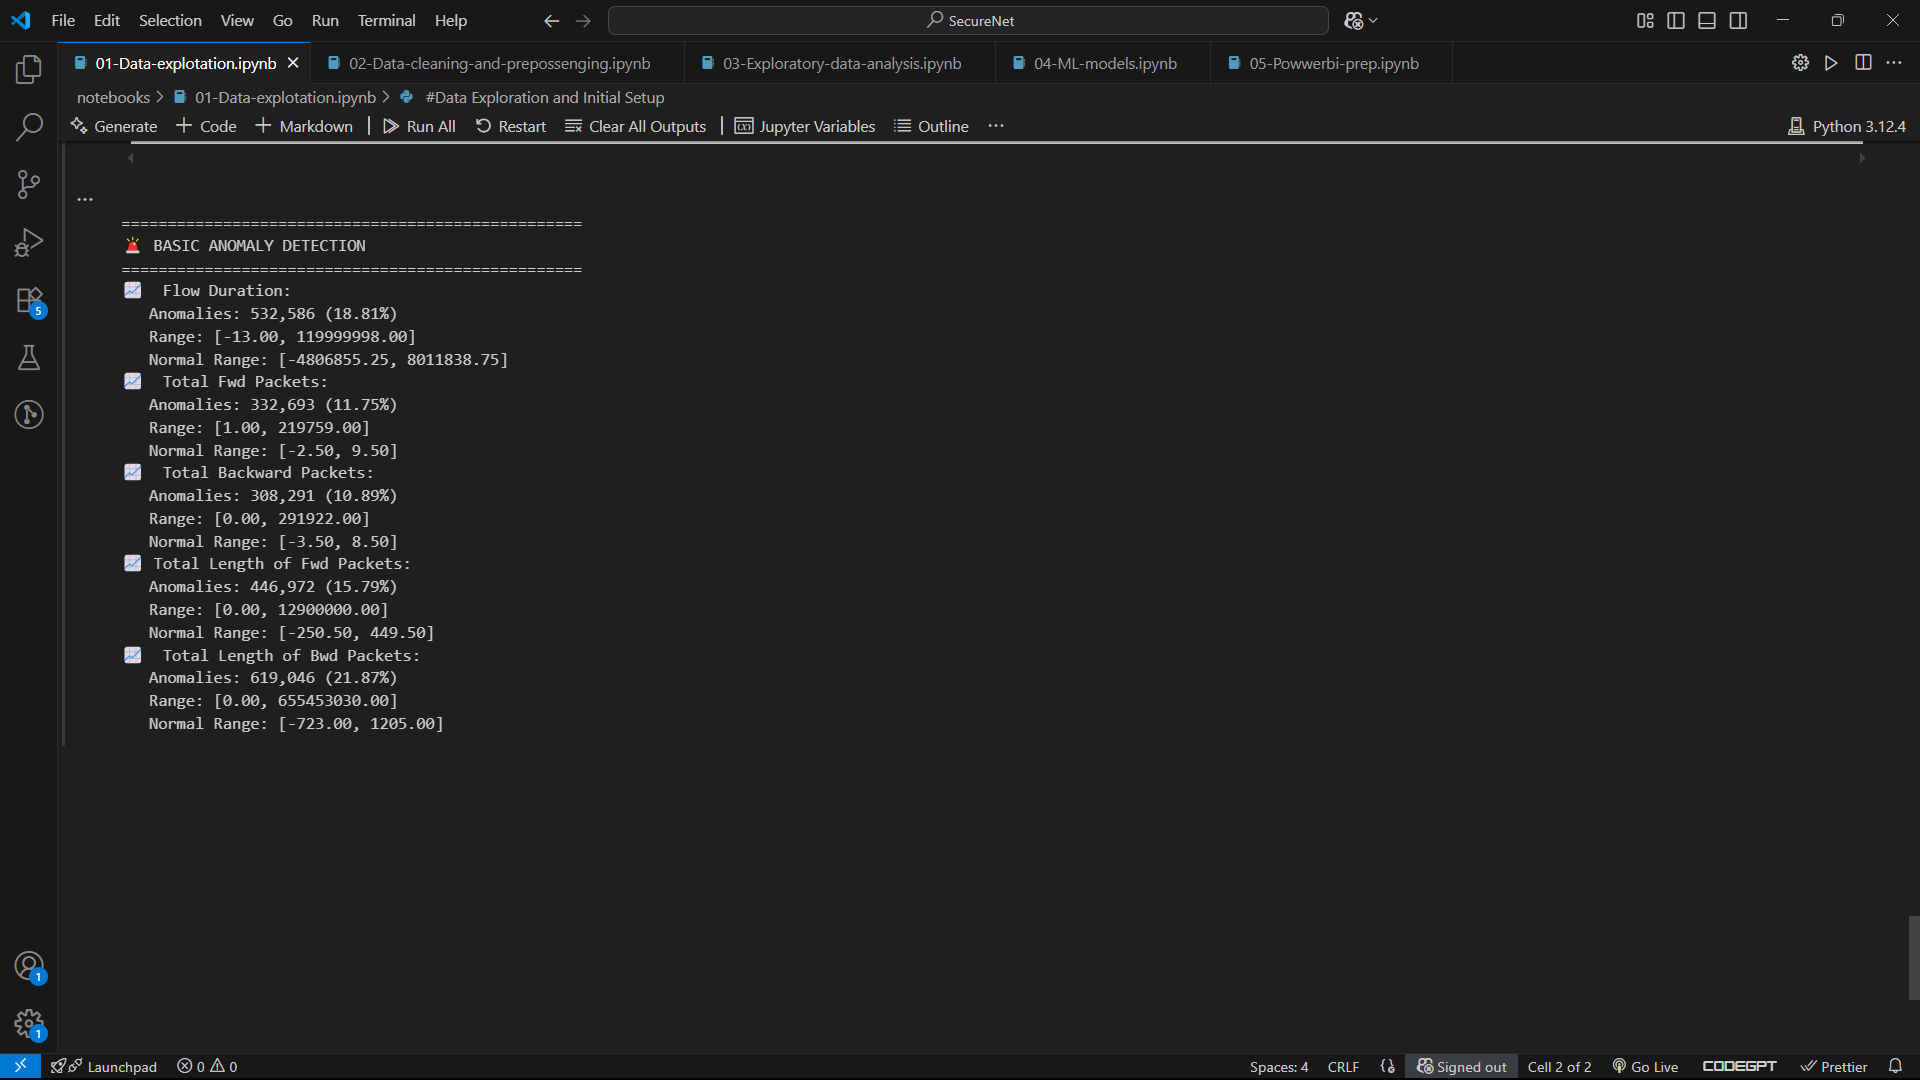 File Edit Selection View Go Run Terminal Help SecureNet
01-Data-explotation.ipynb 02-Data-cleaning-and-prepossenging.ipynb 03-Exploratory-data-analysis.ipynb 04-ML-models.ipynb 05-Powwerbi-prep.ipynb
notebooks > 01-Data-explotation.ipynb > #Data Exploration and Initial Setup
Generate + Code + Markdown | Run All Restart Clear All Outputs | Jupyter Variables Outline ... Python 3.12.4
...
==================================================
🚨 BASIC ANOMALY DETECTION
==================================================
📈 Flow Duration:
Anomalies: 532,586 (18.81%)
Range: [-13.00, 119999998.00]
Normal Range: [-4806855.25, 8011838.75]
📈 Total Fwd Packets:
Anomalies: 332,693 (11.75%)
Range: [1.00, 219759.00]
Normal Range: [-2.50, 9.50]
📈 Total Backward Packets:
Anomalies: 308,291 (10.89%)
Range: [0.00, 291922.00]
Normal Range: [-3.50, 8.50]
📈 Total Length of Fwd Packets:
Anomalies: 446,972 (15.79%)
Range: [0.00, 12900000.00]
Normal Range: [-250.50, 449.50]
📈 Total Length of Bwd Packets:
Anomalies: 619,046 (21.87%)
Range: [0.00, 655453030.00]
Normal Range: [-723.00, 1205.00]
5
1
1
Launchpad 0 0 Spaces: 4 CRLF Signed out Cell 2 of 2 Go Live CODEGPT Prettier